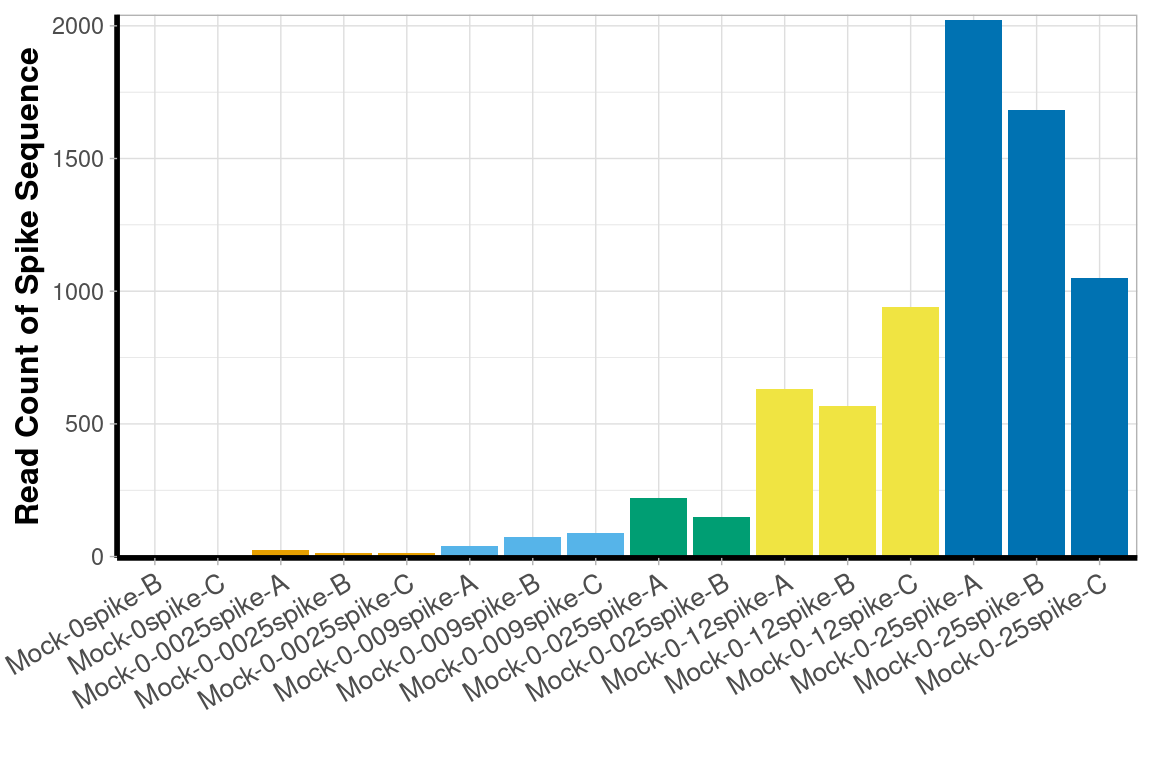 Read Count of Spike Sequence
2000
1500
1000
500
0
Mock-0spike-B
Mock-0spike-C
Mock-0-0025spike-A
Mock-0-0025spike-B
Mock-0-0025spike-C
Mock-0-009spike-A
Mock-0-009spike-B
Mock-0-009spike-C
Mock-0-025spike-A
Mock-0-025spike-B
Mock-0-12spike-A
Mock-0-12spike-B
Mock-0-12spike-C
Mock-0-25spike-A
Mock-0-25spike-B
Mock-0-25spike-C